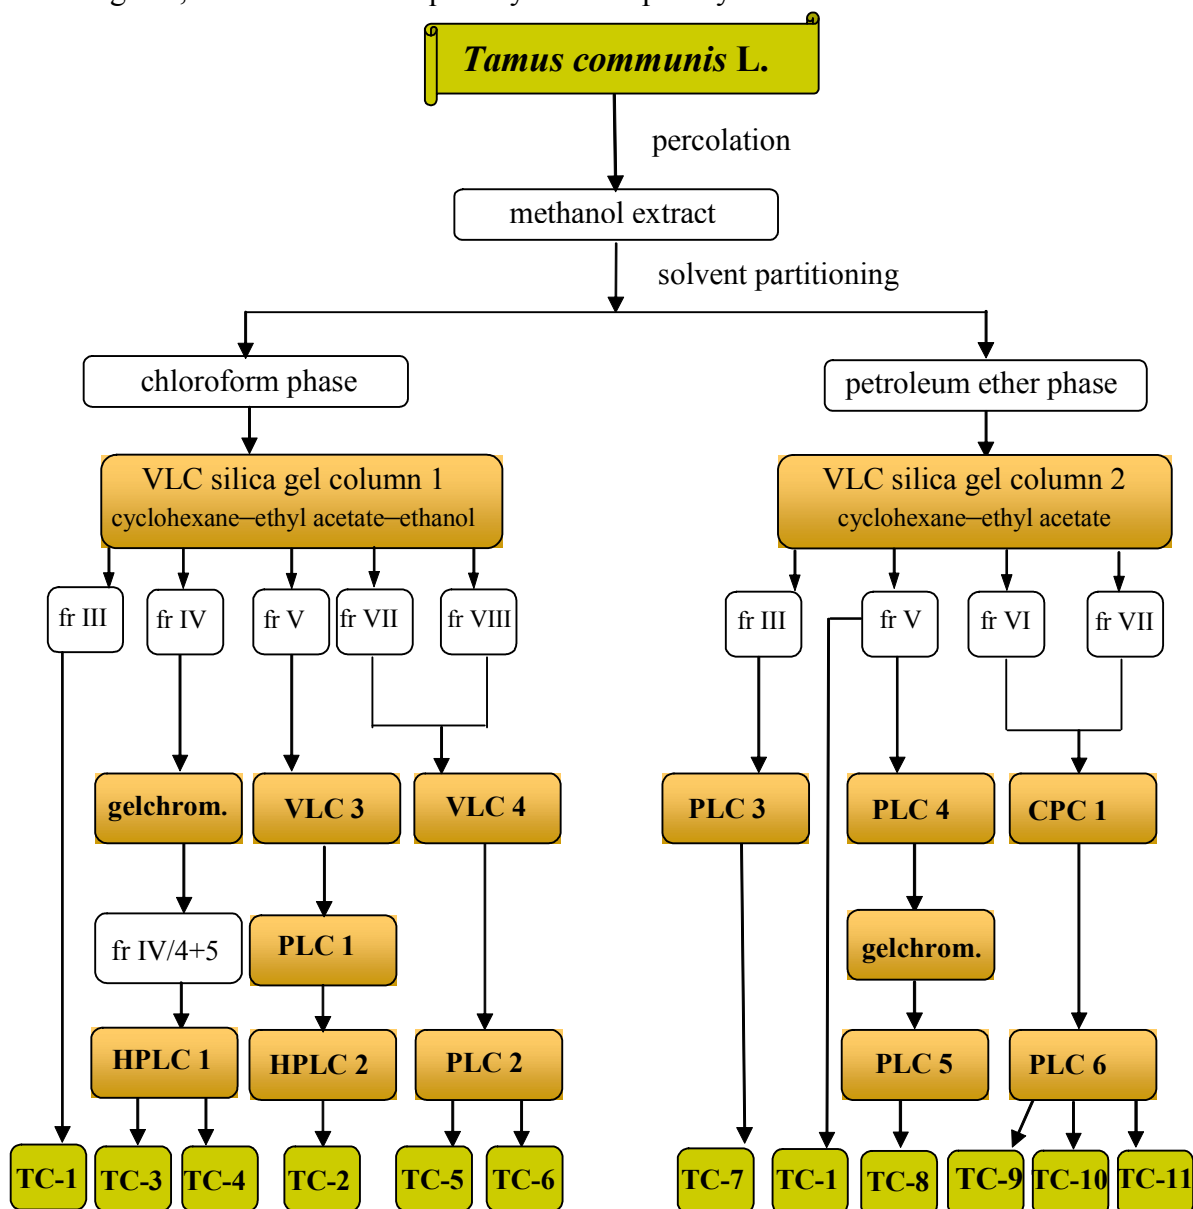 Tamus communis L.
percolation
methanol extract
solvent partitioning
chloroform phase
petroleum ether phase
VLC silica gel column 1
cyclohexane–ethyl acetate–ethanol
VLC silica gel column 2
cyclohexane–ethyl acetate
fr III
fr IV
fr V
fr VII
fr VIII
fr III
fr V
fr VI
fr VII
gelchrom.
VLC 3
VLC 4
PLC 3
PLC 4
CPC 1
fr IV/4+5
PLC 1
gelchrom.
HPLC 1
HPLC 2
PLC 2
PLC 5
PLC 6
TC-1
TC-3
TC-4
TC-2
TC-5
TC-6
TC-7
TC-1
TC-8
TC-9
TC-10
TC-11